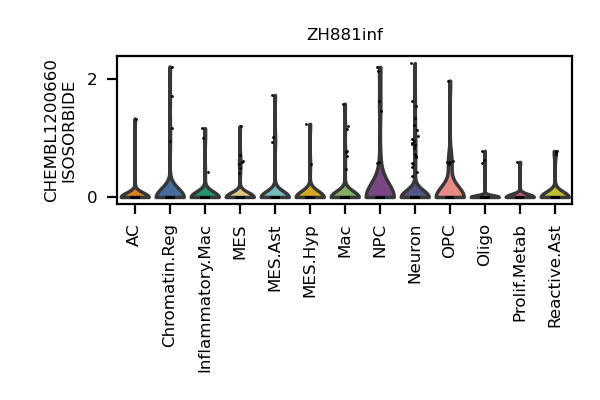 ZH881inf
CHEMBL1200660
ISOSORBIDE
2
0
AC
Chromatin.Reg
Inflammatory.Mac
MES
MES.Ast
MES.Hyp
Mac
NPC
Neuron
OPC
Oligo
Prolif.Metab
Reactive.Ast